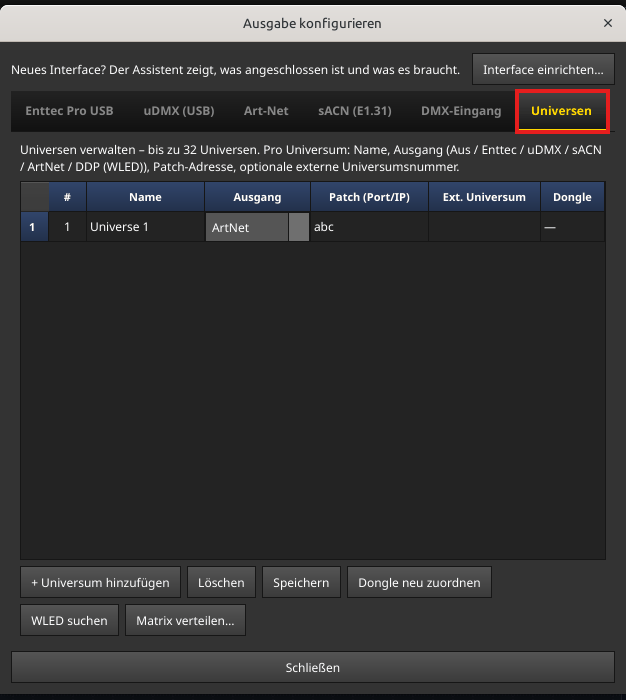 Ausgabe konfigurieren ×
Neues Interface? Der Assistent zeigt, was angeschlossen ist und was es braucht. Interface einrichten...
Enttec Pro USB uDMX (USB) Art-Net sACN (E1.31) DMX-Eingang Universen
Universen verwalten – bis zu 32 Universen. Pro Universum: Name, Ausgang (Aus / Enttec / uDMX / sACN
/ ArtNet / DDP (WLED)), Patch-Adresse, optionale externe Universumsnummer.
# Name Ausgang Patch (Port/IP) Ext. Universum Dongle
1 1 Universe 1 ArtNet abc —
+ Universum hinzufügen Löschen Speichern Dongle neu zuordnen
WLED suchen Matrix verteilen...
Schließen